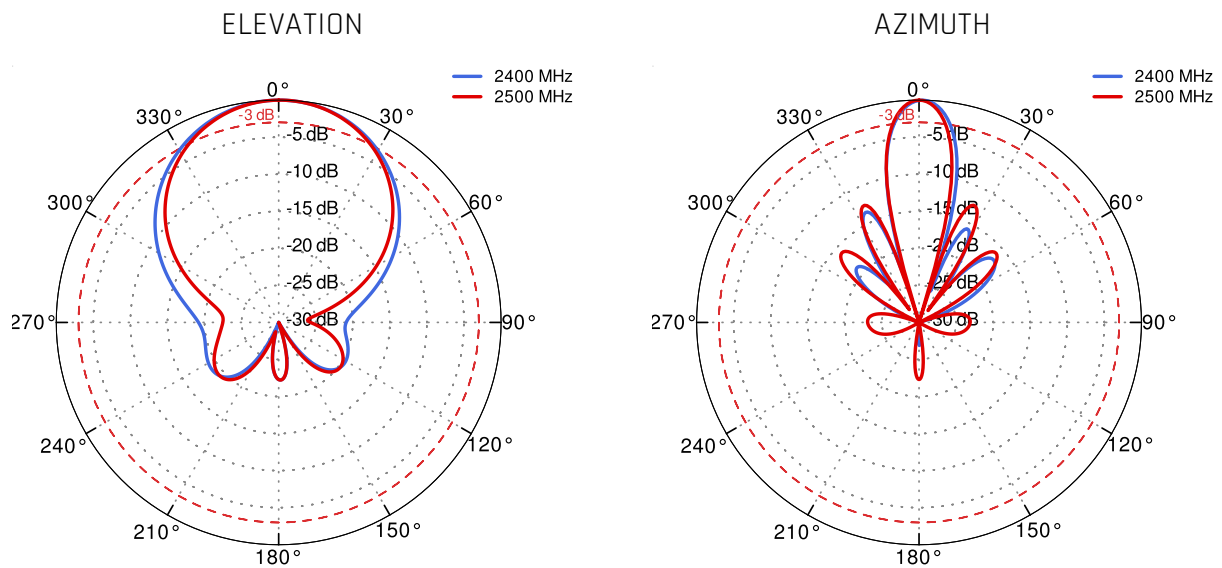 ELEVATION
2400 MHz
2500 MHz
0°
330°
-3 dB
30°
-5 dB
-10 dB
300°
-15 dB
60°
-20 dB
-25 dB
270°
-30 dB
90°
240°
120°
210°
150°
180°
AZIMUTH
2400 MHz
2500 MHz
0°
330°
-3 dB
30°
-5 dB
-10 dB
300°
-15 dB
60°
-20 dB
-25 dB
270°
-30 dB
90°
240°
120°
210°
150°
180°